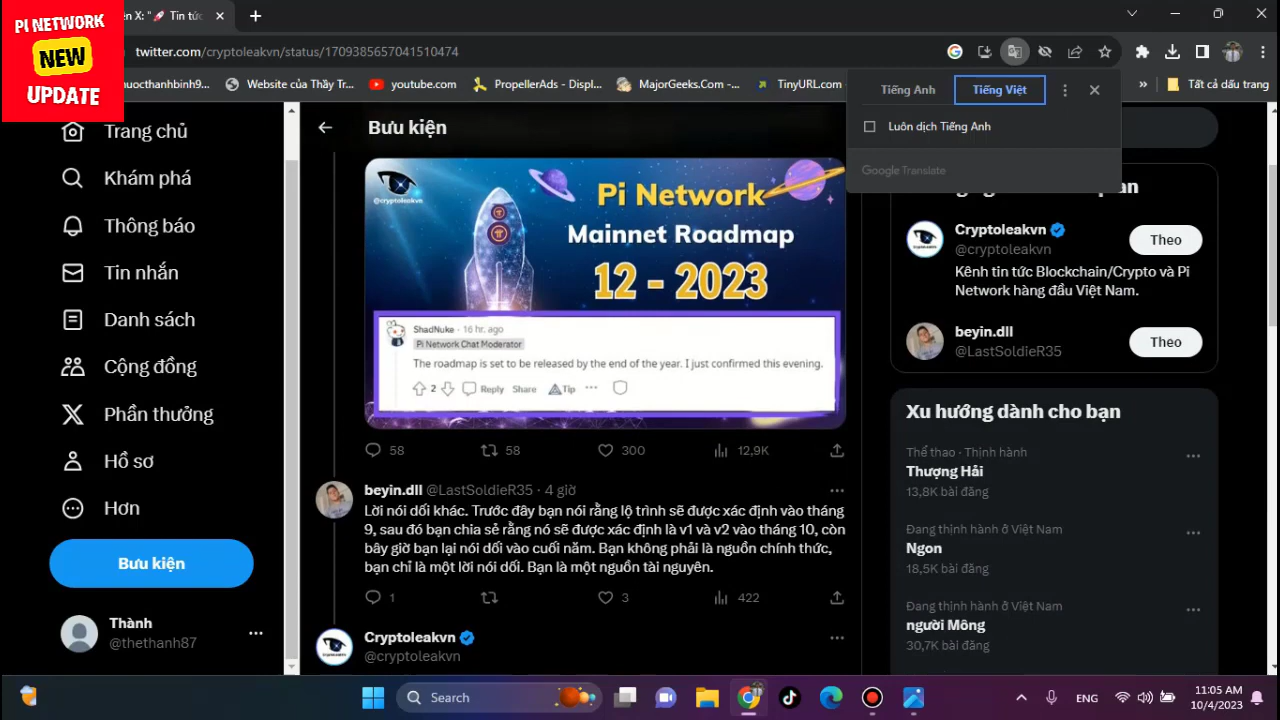 PI NETWORK
NEW
UPDATE
ên X: "🚀 Tin tức
twitter.com/cryptoleakvn/status/1709385657041510474
uocthanhbinh9...
Website của Thầy Tr...
youtube.com
PropellerAds - Displ...
MajorGeeks.Com -...
TinyURL.com -
»
Tất cả dấu trang
Tiếng Anh
Tiếng Việt
Luôn dịch Tiếng Anh
Google Translate
Trang chủ
Khám phá
Thông báo
Tin nhắn
Danh sách
Cộng đồng
Phần thưởng
Hồ sơ
Hơn
Bưu kiện
Thành
@thethanh87
Bưu kiện
@cryptoleakvn
Pi Network
Mainnet Roadmap
12 - 2023
ShadNuke · 16 hr. ago
Pi Network Chat Moderator
The roadmap is set to be released by the end of the year. I just confirmed this evening.
2 Reply Share Tip ...
58 58 300 12,9K
beyin.dll @LastSoldieR35 · 4 giờ
Lời nói dối khác. Trước đây bạn nói rằng lộ trình sẽ được xác định vào tháng
9, sau đó bạn chia sẻ rằng nó sẽ được xác định là v1 và v2 vào tháng 10, còn
bây giờ bạn lại nói dối vào cuối năm. Bạn không phải là nguồn chính thức,
bạn chỉ là một lời nói dối. Bạn là một nguồn tài nguyên.
1 3 422
Cryptoleakvn
@cryptoleakvn
an
Cryptoleakvn
@cryptoleakvn
Theo
Kênh tin tức Blockchain/Crypto và Pi
Network hàng đầu Việt Nam.
beyin.dll
@LastSoldieR35
Theo
Xu hướng dành cho bạn
Thể thao · Thịnh hành
Thượng Hải
13,8K bài đăng
Đang thịnh hành ở Việt Nam
Ngon
18,5K bài đăng
Đang thịnh hành ở Việt Nam
người Mông
30,7K bài đăng
Search
ENG
11:05 AM
10/4/2023